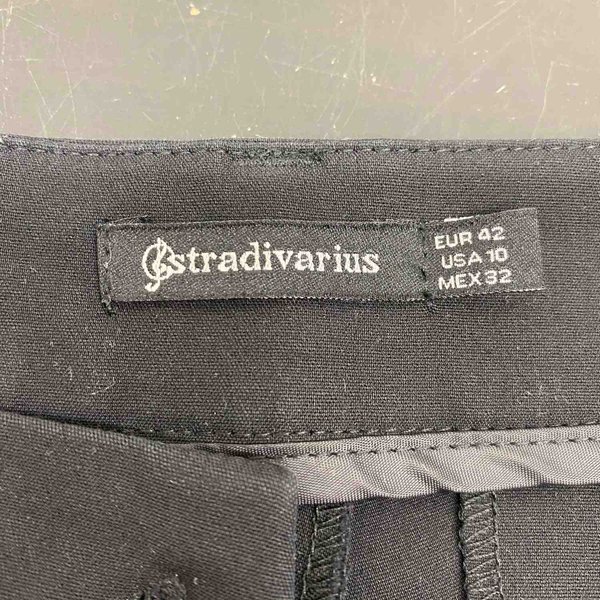 stradivarius
EUR 42
USA 10
MEX 32